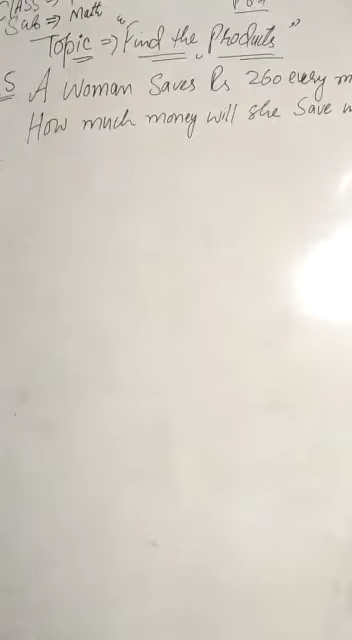 Sub ⇒ Math
Topic ⇒ "Find the Products"
5 A Woman Saves Rs 260 every
How much money will she Save